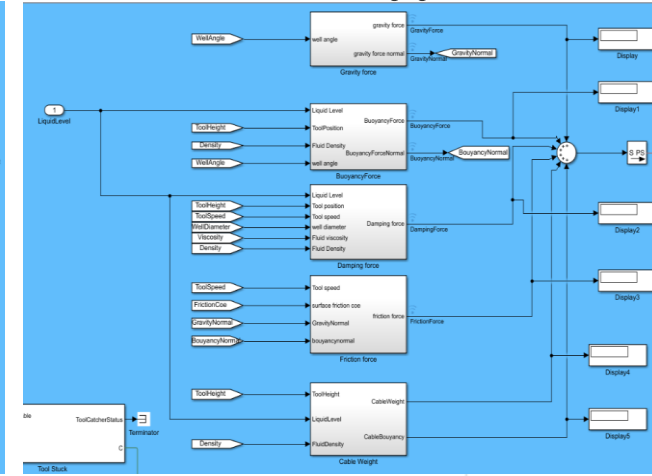 gravity force
GravityForce
WellAngle
well angle
gravity force normal
GravityNormal
GravityNormal
Gravity force
Display
Display1
1
LiquidLevel
Liquid Level
ToolHeight
ToolPosition
BuoyancyForce
BuoyancyForce
Density
Fluid Density
WellAngle
well angle
BuoyancyForceNormal
BuoyancyNormal
BouyancyNormal
BuoyancyForce
S PS
Liquid Level
ToolHeight
Tool position
ToolSpeed
Tool speed
WellDiameter
well diameter
Damping force
DampingForce
Viscosity
Fluid viscosity
Density
Fluid Density
Damping force
Display2
ToolSpeed
Tool speed
FrictionCoe
surface friction coe
GravityNormal
GravityNormal
friction force
FrictionForce
BouyancyNormal
bouyancynormal
Friction force
Display3
ToolHeight
ToolHeight
CableWeight
LiquidLevel
CableBouyancy
Density
FluidDensity
Cable Weight
Display4
Display5
ble
ToolCatcherStatus
Terminator
C
Tool Stuck